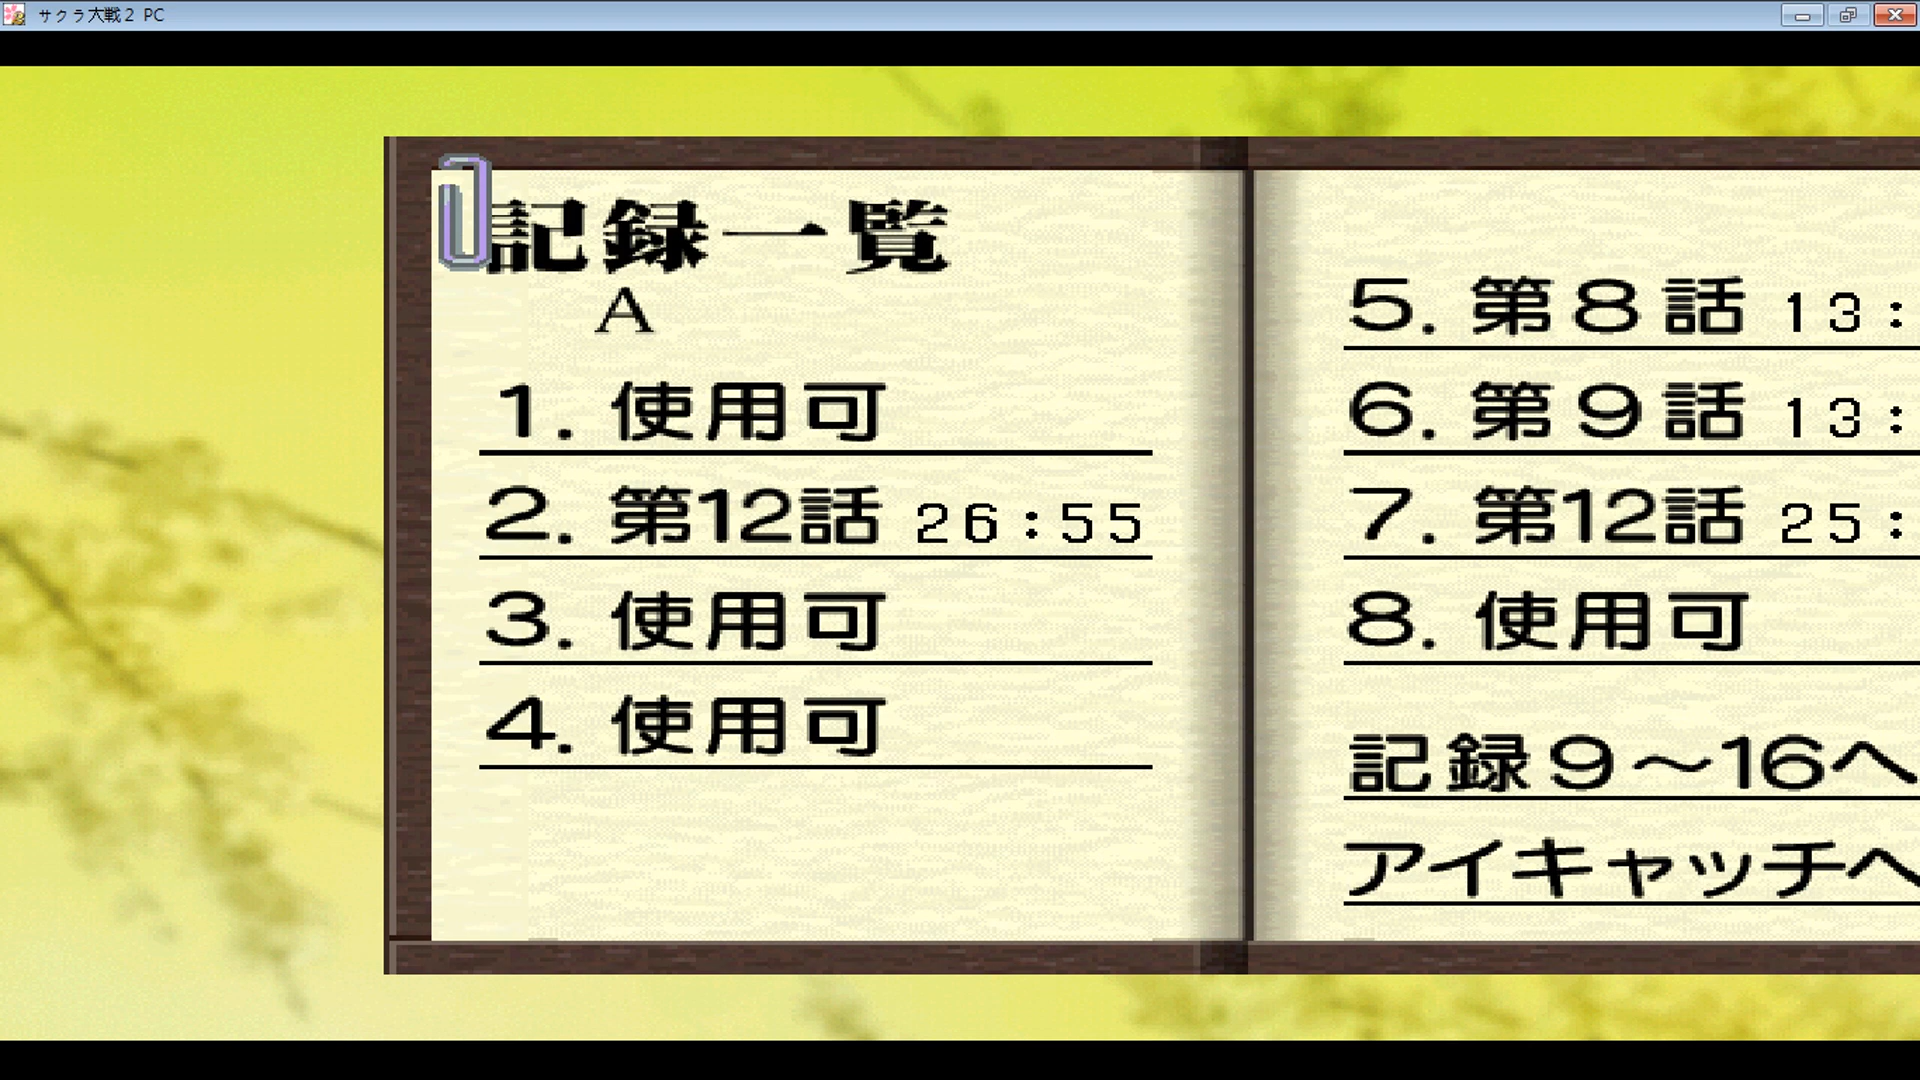 サクラ大戦2 PC
記録一覧
A
1. 使用可
2. 第12話 26:55
3. 使用可
4. 使用可
5. 第8話 13:
6. 第9話 13:
7. 第12話 25:
8. 使用可
記録9~16へ
アイキャッチへ